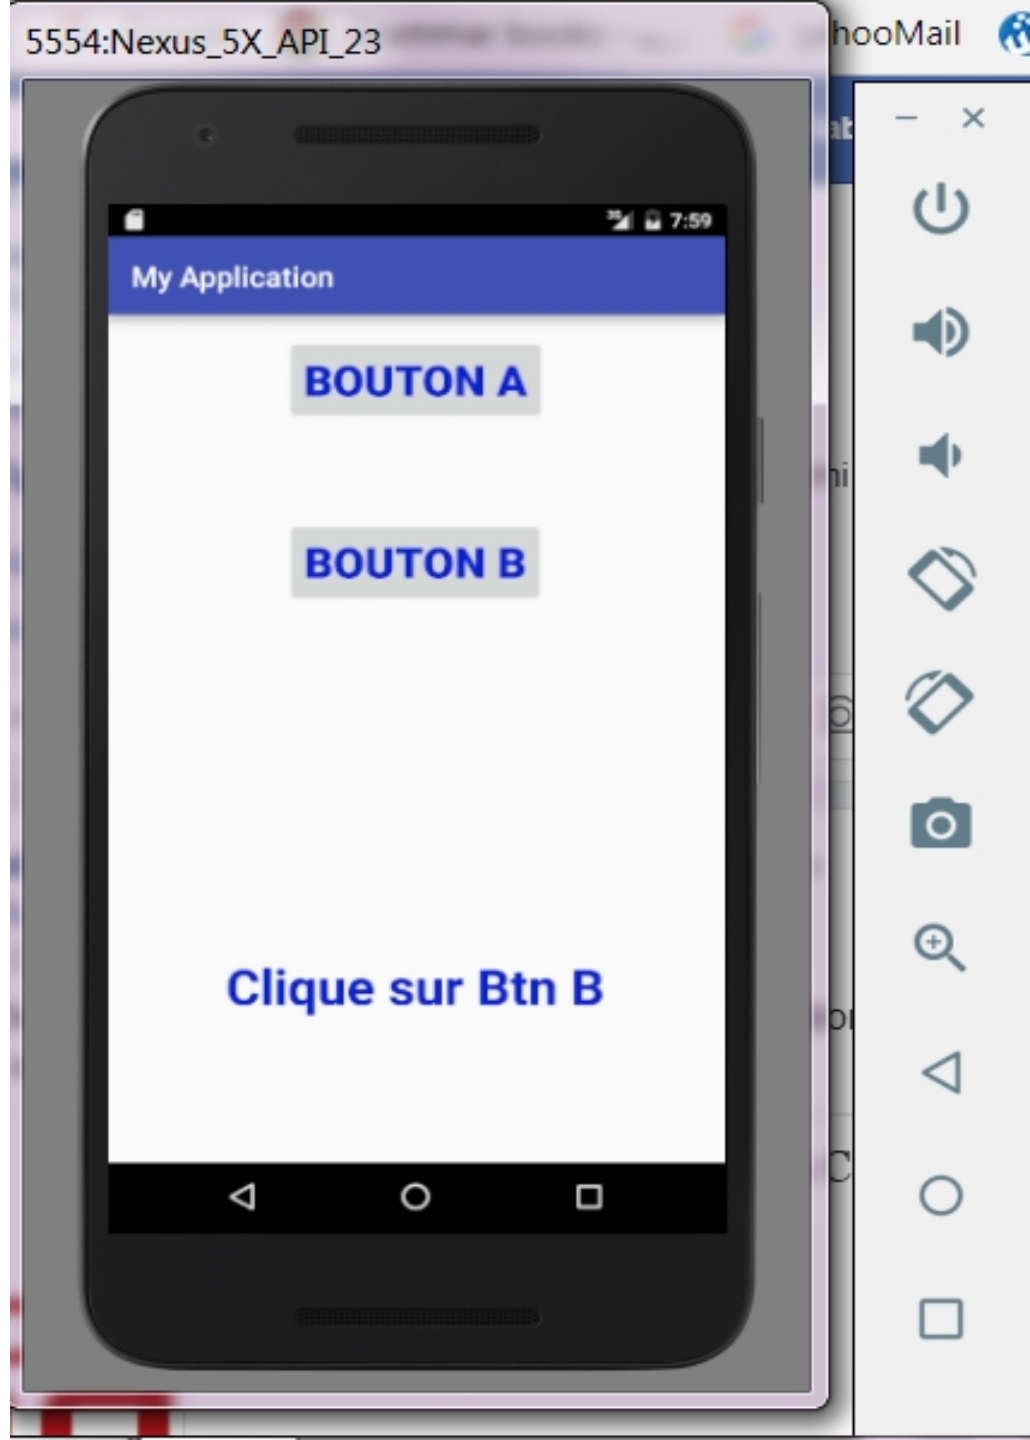 5554:Nexus_5X_API_23
hooMail
7:59
My Application
BOUTON A
BOUTON B
Clique sur Btn B